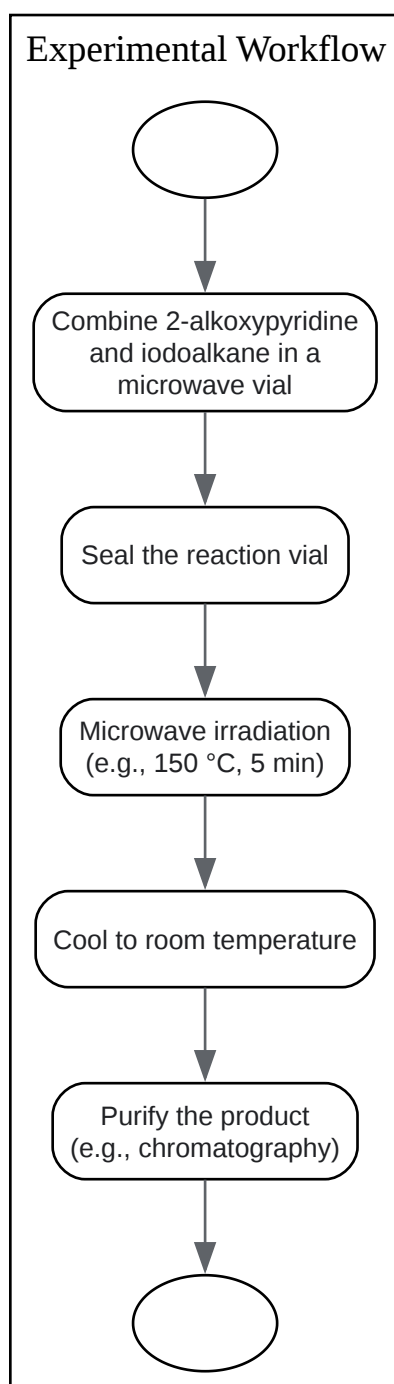 Experimental Workflow
Combine 2-alkoxypyridine
and iodoalkane in a
microwave vial
Seal the reaction vial
Microwave irradiation
(e.g., 150 °C, 5 min)
Cool to room temperature
Purify the product
(e.g., chromatography)